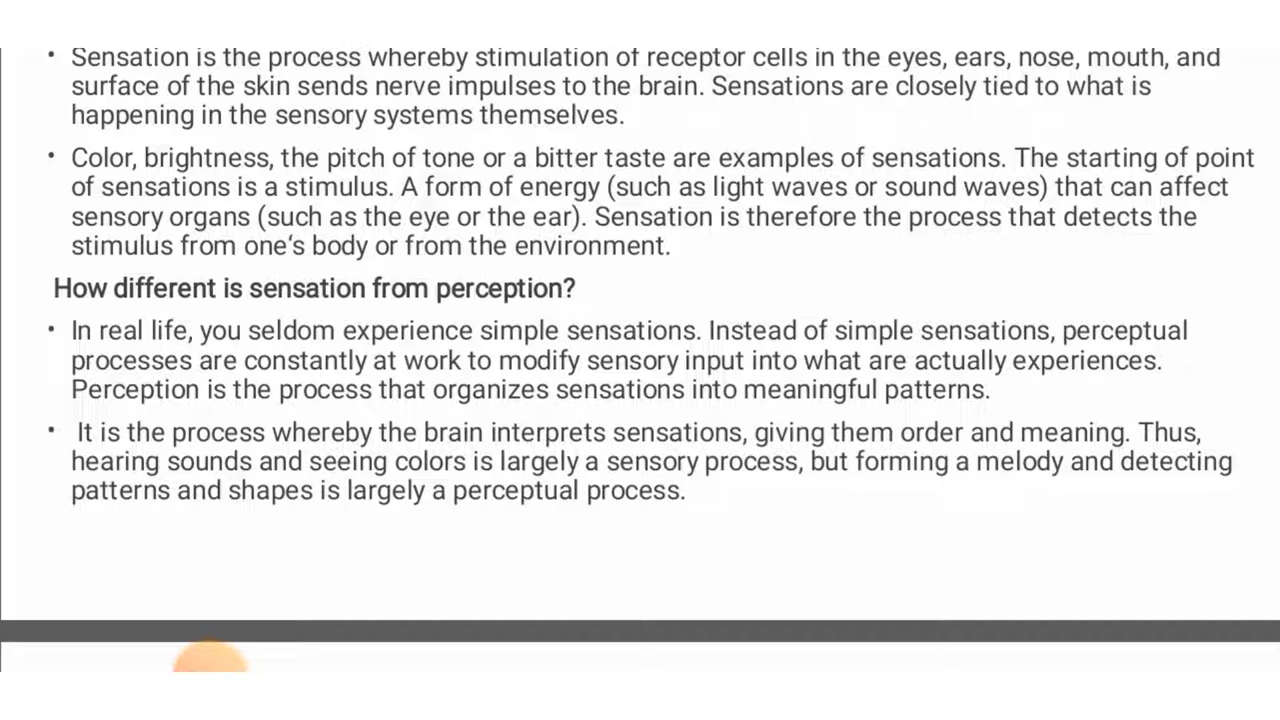 • Sensation is the process whereby stimulation of receptor cells in the eyes, ears, nose, mouth, and
surface of the skin sends nerve impulses to the brain. Sensations are closely tied to what is
happening in the sensory systems themselves.
• Color, brightness, the pitch of tone or a bitter taste are examples of sensations. The starting of point
of sensations is a stimulus. A form of energy (such as light waves or sound waves) that can affect
sensory organs (such as the eye or the ear). Sensation is therefore the process that detects the
stimulus from one‘s body or from the environment.
How different is sensation from perception?
• In real life, you seldom experience simple sensations. Instead of simple sensations, perceptual
processes are constantly at work to modify sensory input into what are actually experiences.
Perception is the process that organizes sensations into meaningful patterns.
• It is the process whereby the brain interprets sensations, giving them order and meaning. Thus,
hearing sounds and seeing colors is largely a sensory process, but forming a melody and detecting
patterns and shapes is largely a perceptual process.